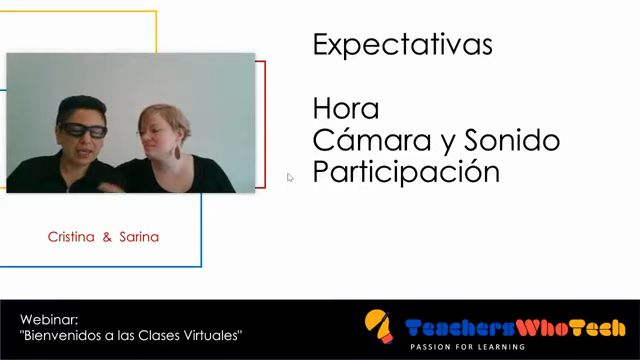 Expectativas
Hora
Cámara y Sonido
Participación
Cristina & Sarina
Webinar:
"Bienvenidos a las Clases Virtuales"
TeachersWhoTech
PASSION FOR LEARNING